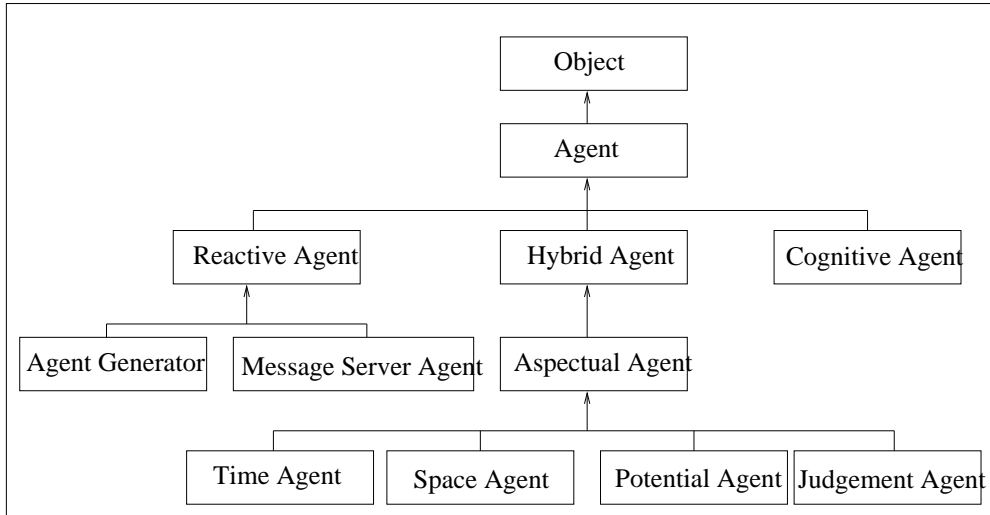 Object
Agent
Reactive Agent
Hybrid Agent
Cognitive Agent
Agent Generator
Message Server Agent
Aspectual Agent
Time Agent
Space Agent
Potential Agent
Judgement Agent